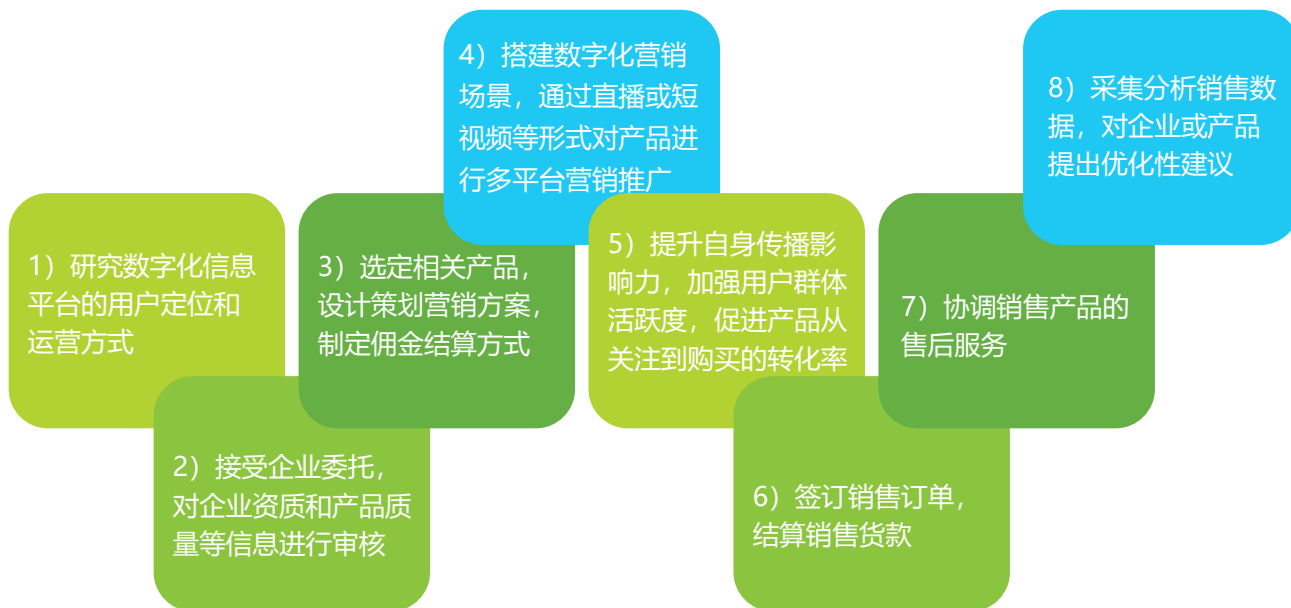 1）研究数字化信息
平台的用户定位和
运营方式
2）接受企业委托，
对企业资质和产品质
量等信息进行审核
3）选定相关产品，
设计策划营销方案，
制定佣金结算方式
4）搭建数字化营销
场景，通过直播或短
视频等形式对产品进
行多平台营销推广
5）提升自身传播影
响力，加强用户群体
活跃度，促进产品从
关注到购买的转化率
6）签订销售订单，
结算销售货款
7）协调销售产品的
售后服务
8）采集分析销售数
据，对企业或产品
提出优化性建议